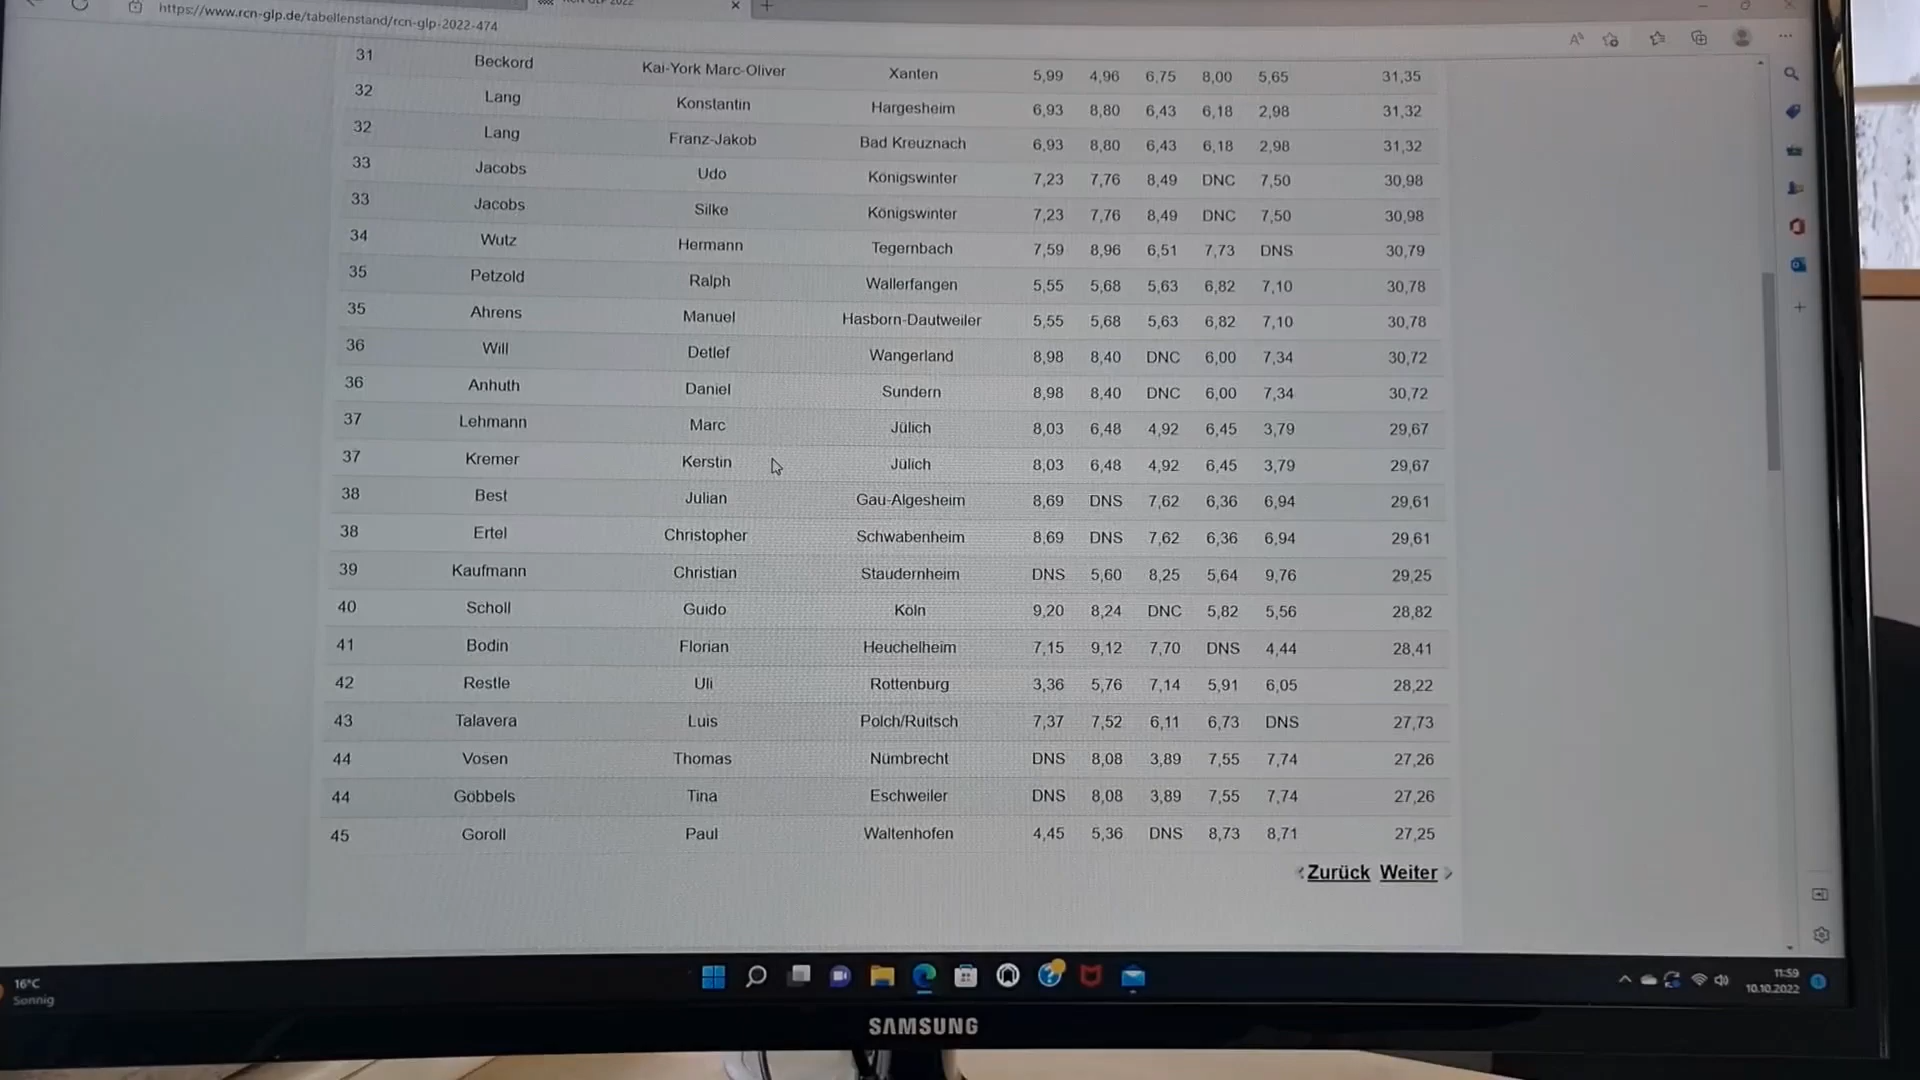 https://www.rcn-glp.de/tabellenstand/rcn-glp-2022-474
31 Beckord Kai-York Marc-Oliver Xanten 5,99 4,96 6,75 8,00 5,65 31,35
32 Lang Konstantin Hargesheim 6,93 8,80 6,43 6,18 2,98 31,32
32 Lang Franz-Jakob Bad Kreuznach 6,93 8,80 6,43 6,18 2,98 31,32
33 Jacobs Udo Königswinter 7,23 7,76 8,49 DNC 7,50 30,98
33 Jacobs Silke Königswinter 7,23 7,76 8,49 DNC 7,50 30,98
34 Wutz Hermann Tegernbach 7,59 8,96 6,51 7,73 DNS 30,79
35 Petzold Ralph Wallerfangen 5,55 5,68 5,63 6,82 7,10 30,78
35 Ahrens Manuel Hasborn-Dautweiler 5,55 5,68 5,63 6,82 7,10 30,78
36 Will Detlef Wangerland 8,98 8,40 DNC 6,00 7,34 30,72
36 Anhuth Daniel Sundern 8,98 8,40 DNC 6,00 7,34 30,72
37 Lehmann Marc Jülich 8,03 6,48 4,92 6,45 3,79 29,67
37 Kremer Kerstin Jülich 8,03 6,48 4,92 6,45 3,79 29,67
38 Best Julian Gau-Algesheim 8,69 DNS 7,62 6,36 6,94 29,61
38 Ertel Christopher Schwabenheim 8,69 DNS 7,62 6,36 6,94 29,61
39 Kaufmann Christian Staudernheim DNS 5,60 8,25 5,64 9,76 29,25
40 Scholl Guido Köln 9,20 8,24 DNC 5,82 5,56 28,82
41 Bodin Florian Heuchelheim 7,15 9,12 7,70 DNS 4,44 28,41
42 Restle Uli Rottenburg 3,36 5,76 7,14 5,91 6,05 28,22
43 Talavera Luis Polch/Ruitsch 7,37 7,52 6,11 6,73 DNS 27,73
44 Vosen Thomas Nümbrecht DNS 8,08 3,89 7,55 7,74 27,26
44 Göbbels Tina Eschweiler DNS 8,08 3,89 7,55 7,74 27,26
45 Goroll Paul Waltenhofen 4,45 5,36 DNS 8,73 8,71 27,25
Zurück Weiter
16°C
Sonnig
11:59
10.10.2022
SAMSUNG